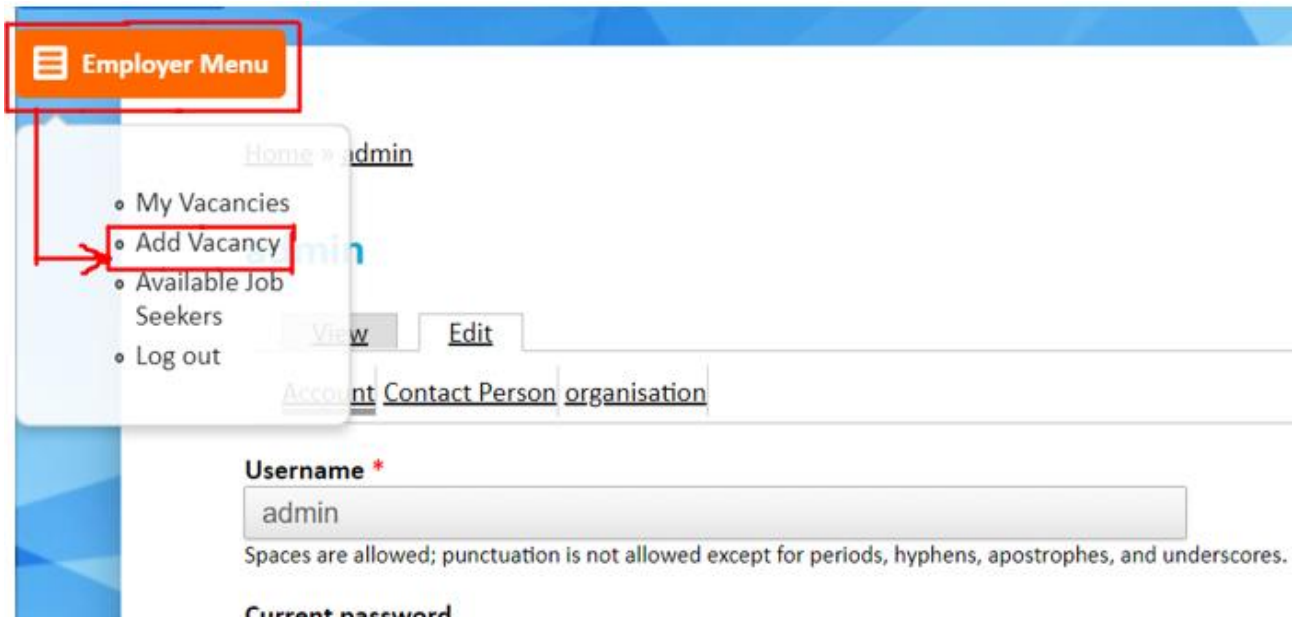 Employer Menu
Home » admin
My Vacancies
Add Vacancy
admin
Available Job
Seekers
View Edit
Log out
Account Contact Person organisation
Username *
admin
Spaces are allowed; punctuation is not allowed except for periods, hyphens, apostrophes, and underscores.
Current password